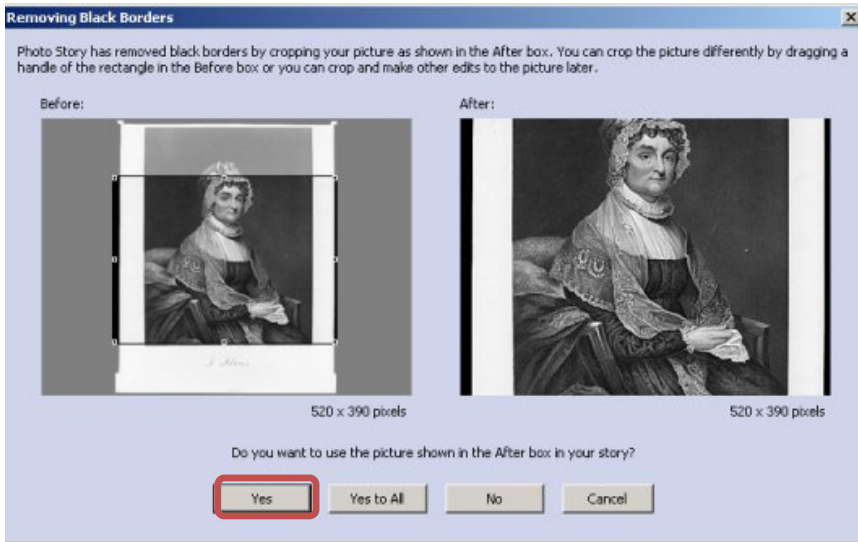 Removing Black Borders
Photo Story has removed black borders by cropping your picture as shown in the After box. You can crop the picture differently by dragging a
handle of the rectangle in the Before box or you can crop and make other edits to the picture later.
Before:
After:
A Adams
520 x 390 pixels
520 x 390 pixels
Do you want to use the picture shown in the After box in your story?
Yes
Yes to All
No
Cancel